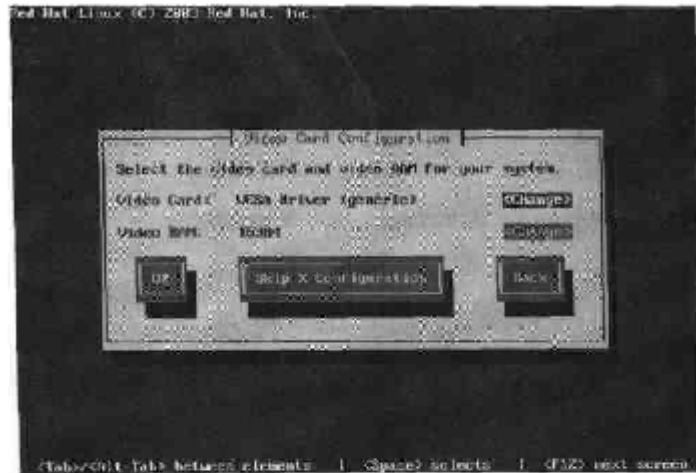 Red Hat Linux (C) 2003 Red Hat, Inc.
Video Card Configuration
Select the video card and video RAM for your system.
Video Card: VESA driver (generic) <Change>
Video RAM: <Change>
OK Skip X Configuration Back
<Tab>/<Alt-Tab> between elements | <Space> selects | <F12> next screen